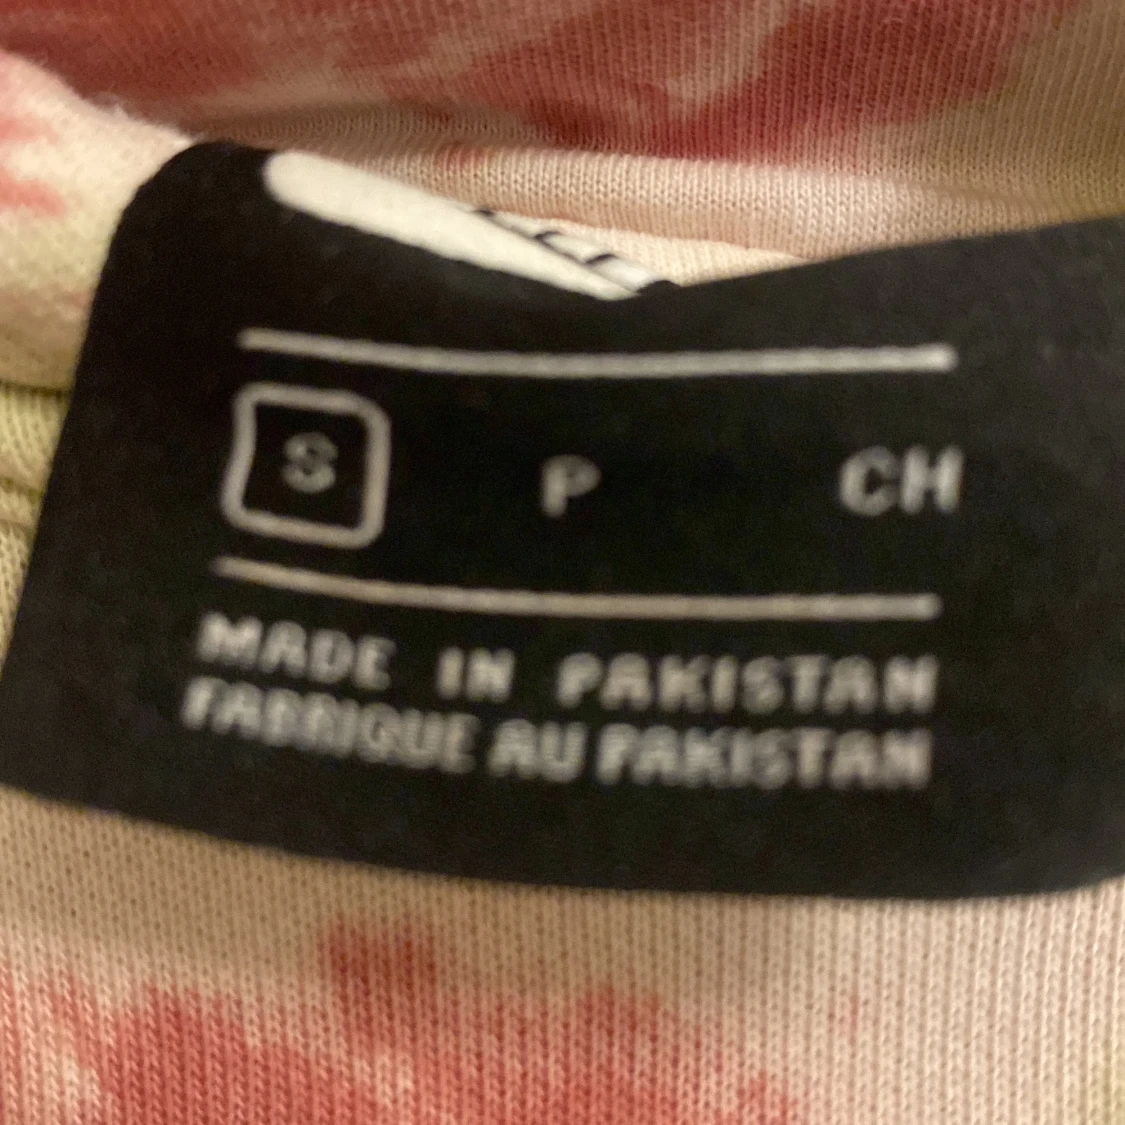 S P CH
MADE IN PAKISTAN
FABRIQUE AU PAKISTAN